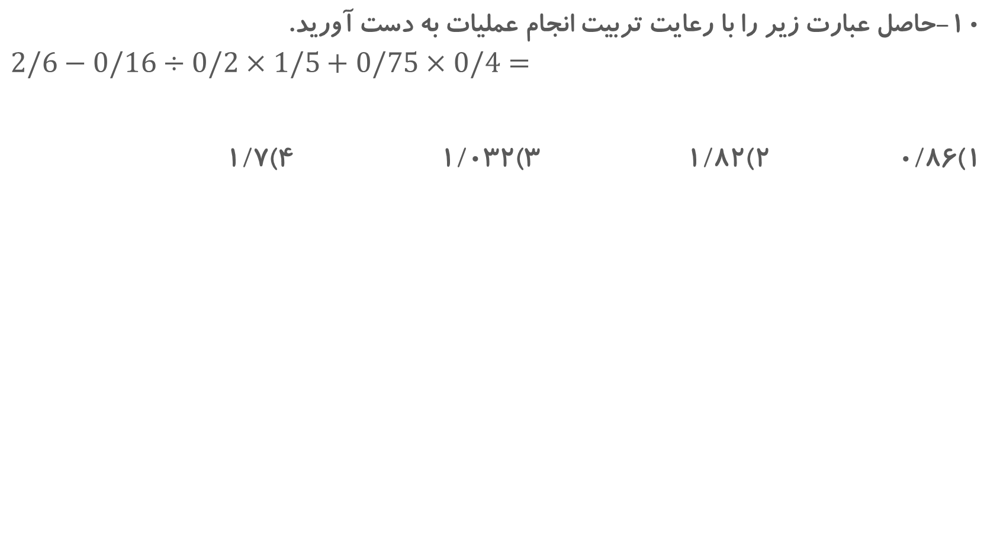 ۱۰-حاصل عبارت زیر را با رعایت تربیت انجام عملیات به دست آورید.
2/6 − 0/16 ÷ 0/2 × 1/5 + 0/75 × 0/4 =
۱)۰/۸۶ ۲)۱/۸۲ ۳)۱/۰۳۲ ۴)۱/۷